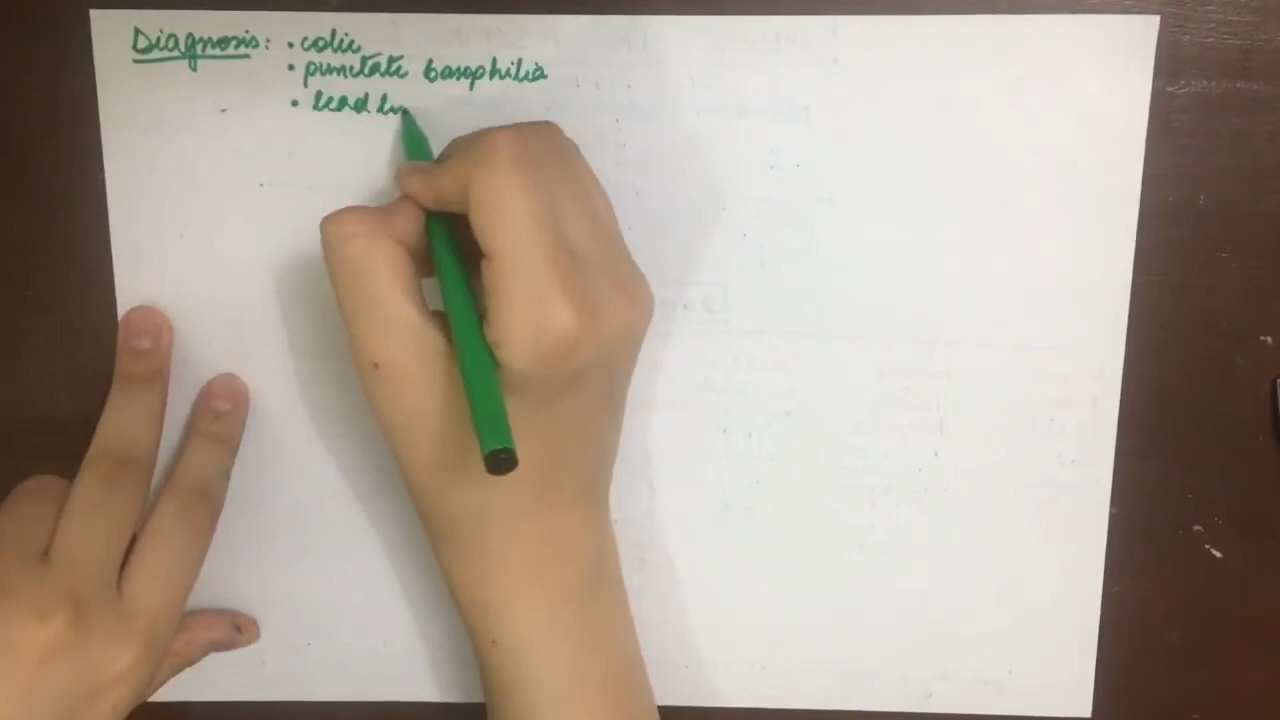 Diagnosis: • colic
• punctate basophilia
• lead